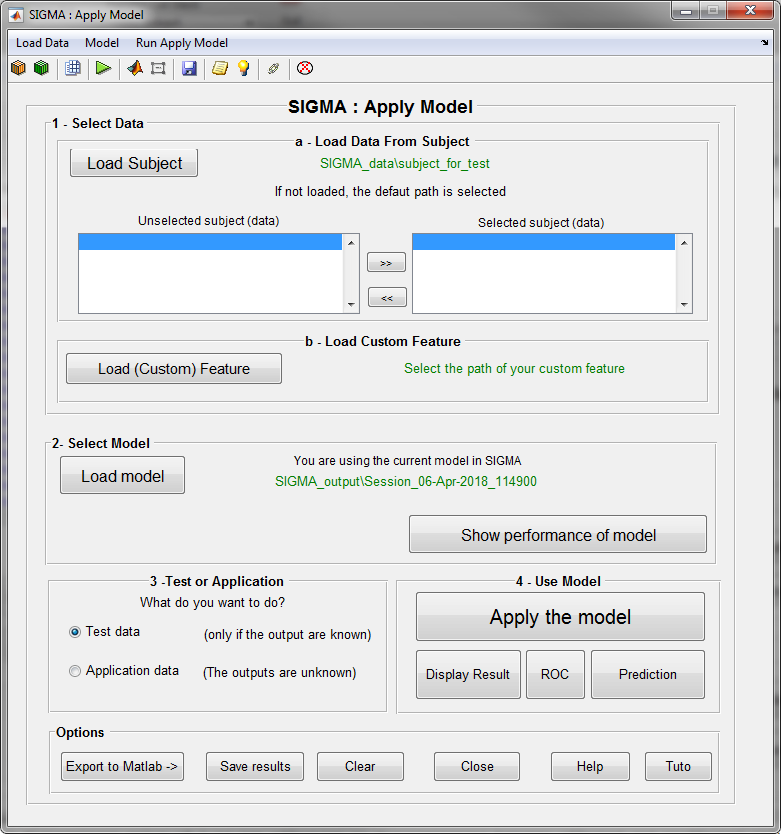 SIGMA : Apply Model
Load Data Model Run Apply Model
SIGMA : Apply Model
1 - Select Data
a - Load Data From Subject
Load Subject
SIGMA_data\subject_for_test
If not loaded, the defaut path is selected
Unselected subject (data)
Selected subject (data)
>>
<<
b - Load Custom Feature
Load (Custom) Feature
Select the path of your custom feature
2- Select Model
Load model
You are using the current model in SIGMA
SIGMA_output\Session_06-Apr-2018_114900
Show performance of model
3 -Test or Application
What do you want to do?
Test data (only if the output are known)
Application data (The outputs are unknown)
4 - Use Model
Apply the model
Display Result ROC Prediction
Options
Export to Matlab -> Save results Clear Close Help Tuto